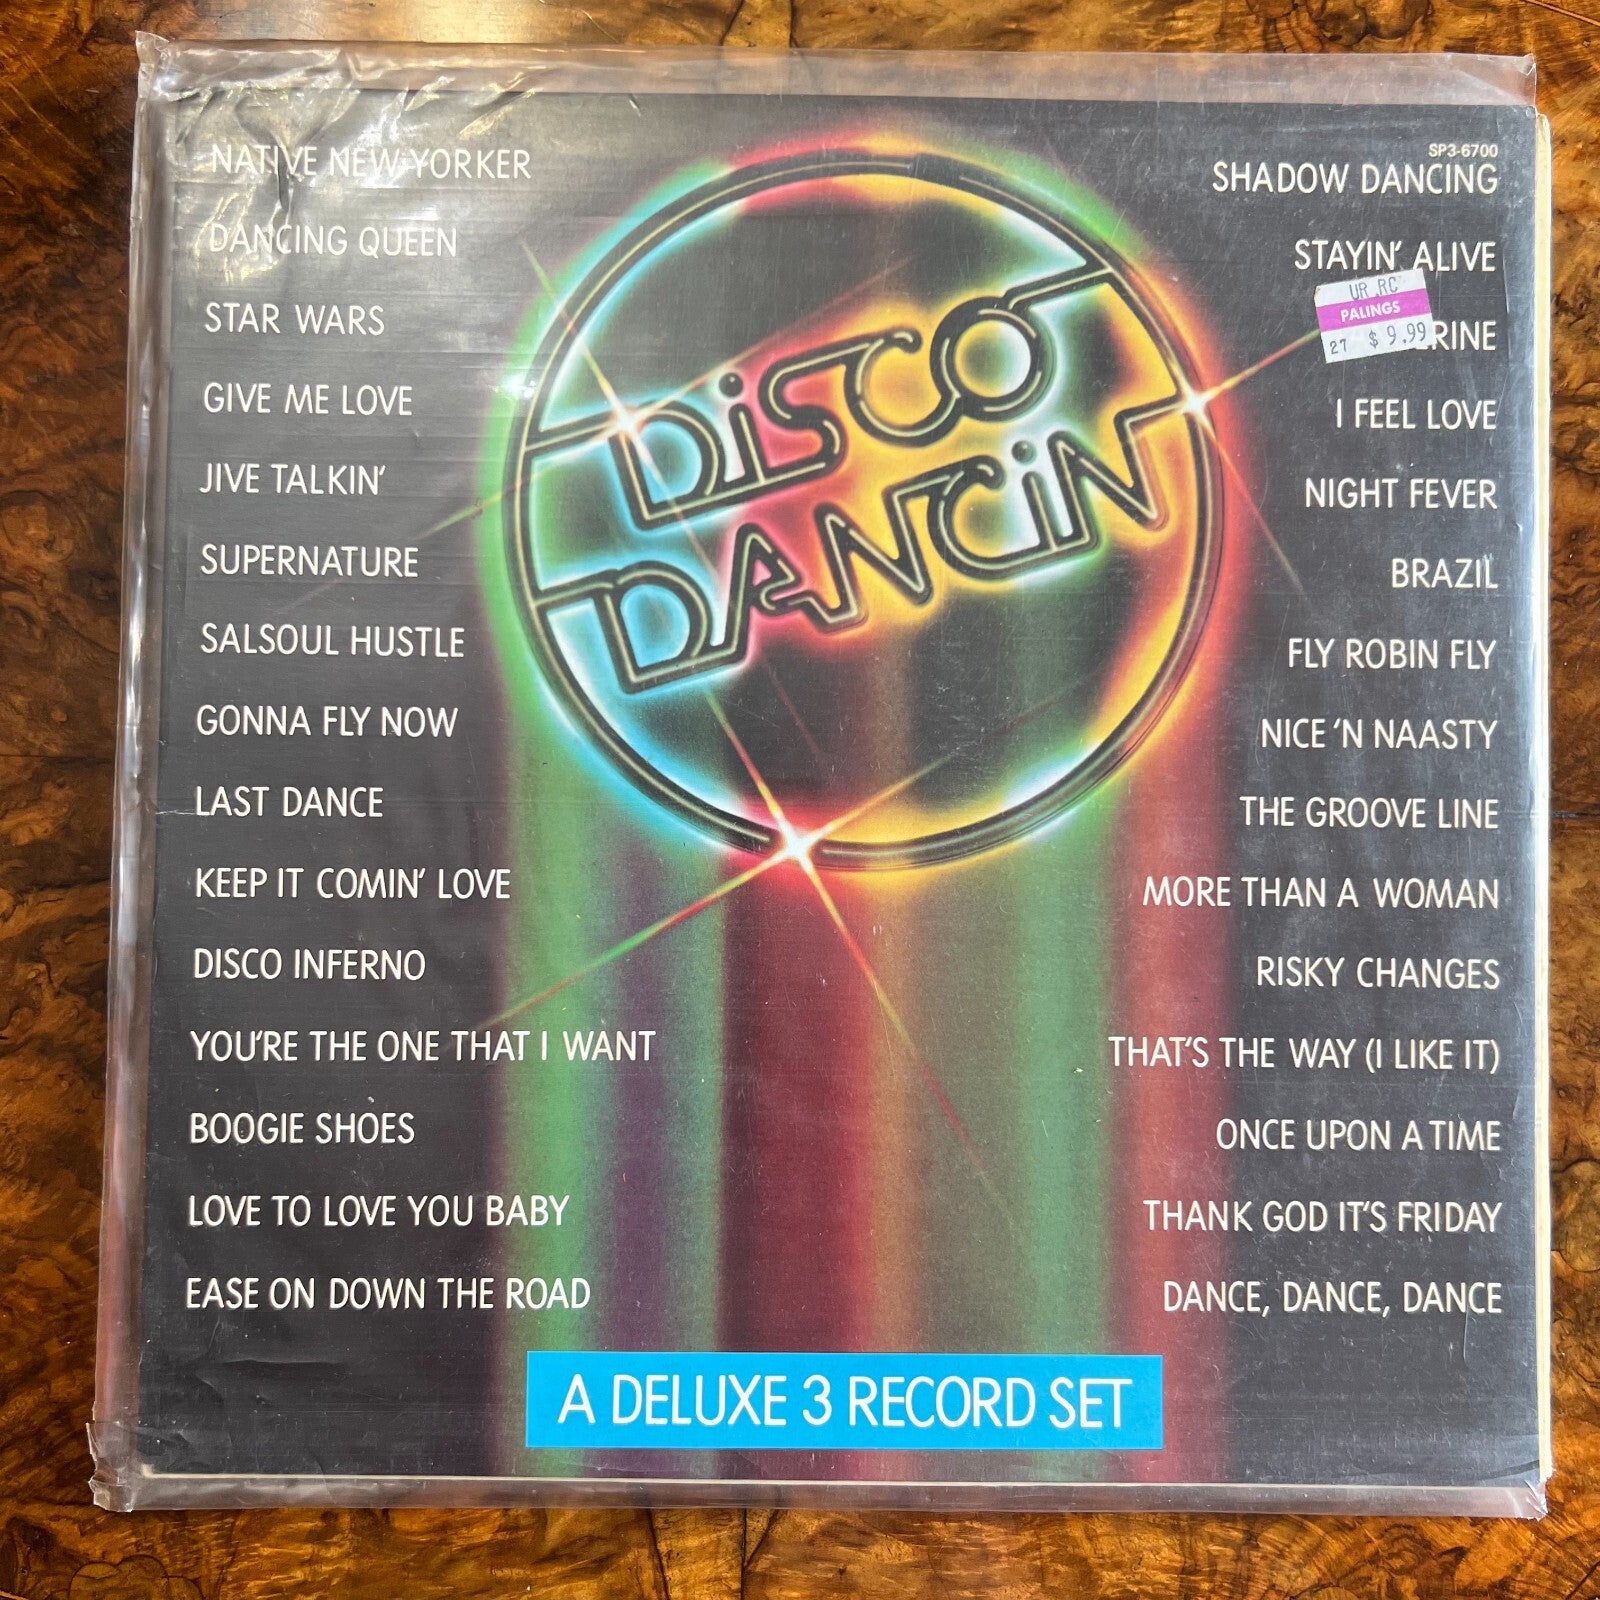 NATIVE NEW YORKER
DANCING QUEEN
STAR WARS
GIVE ME LOVE
JIVE TALKIN'
SUPERNATURE
SALSOUL HUSTLE
GONNA FLY NOW
LAST DANCE
KEEP IT COMIN' LOVE
DISCO INFERNO
YOU'RE THE ONE THAT I WANT
BOOGIE SHOES
LOVE TO LOVE YOU BABY
EASE ON DOWN THE ROAD
DISCO
DANCIN
SP3-6700
SHADOW DANCING
STAYIN' ALIVE
UR.RC
PALINGS
27 $ 9.99
I FEEL LOVE
NIGHT FEVER
BRAZIL
FLY ROBIN FLY
NICE 'N NAASTY
THE GROOVE LINE
MORE THAN A WOMAN
RISKY CHANGES
THAT'S THE WAY (I LIKE IT)
ONCE UPON A TIME
THANK GOD IT'S FRIDAY
DANCE, DANCE, DANCE
A DELUXE 3 RECORD SET